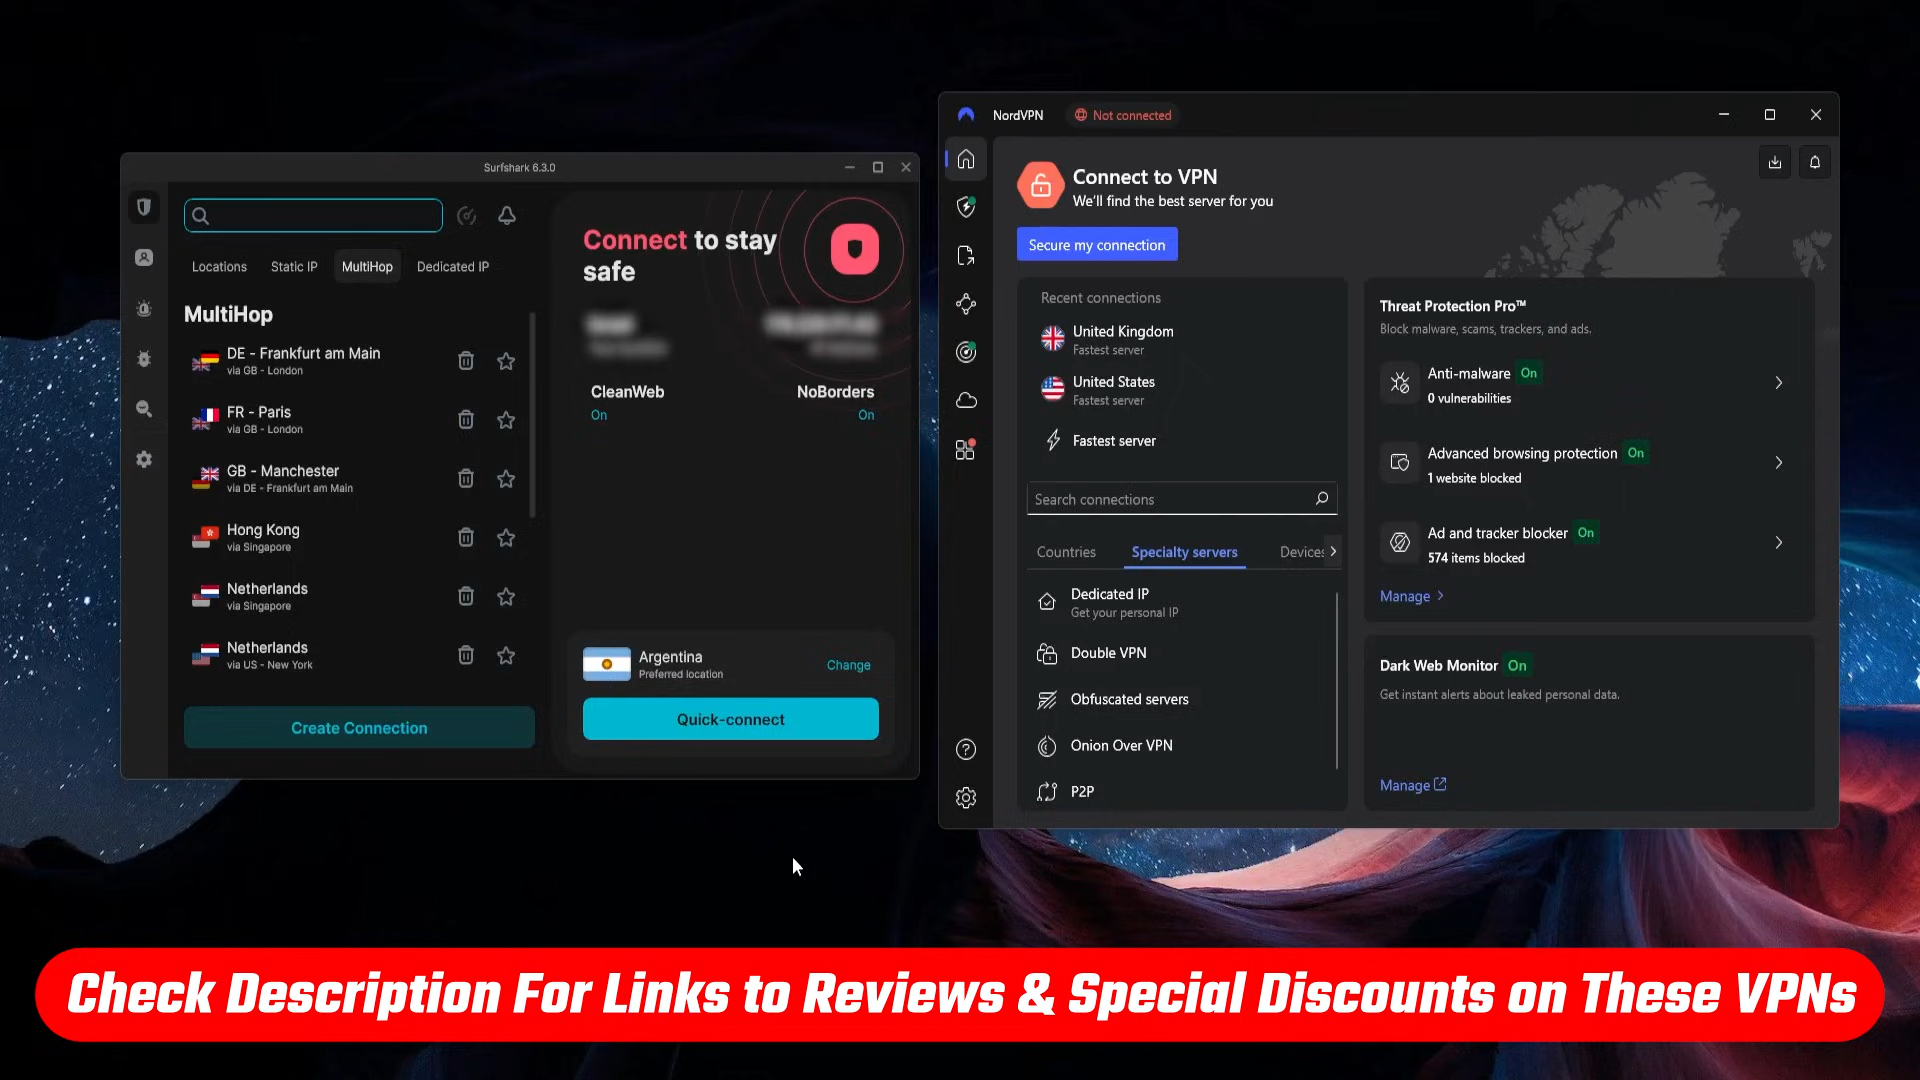 Surfshark 6.3.0
Locations
Static IP
MultiHop
Dedicated IP
MultiHop
DE - Frankfurt am Main
via GB - London
FR - Paris
via GB - London
GB - Manchester
via DE - Frankfurt am Main
Hong Kong
via Singapore
Netherlands
via Singapore
Netherlands
via US - New York
Create Connection
Connect to stay
safe
CleanWeb
On
NoBorders
On
Argentina
Preferred location
Change
Quick-connect
NordVPN
Not connected
Connect to VPN
We'll find the best server for you
Secure my connection
Recent connections
United Kingdom
Fastest server
United States
Fastest server
Fastest server
Search connections
Countries
Specialty servers
Devices
Dedicated IP
Get your personal IP
Double VPN
Obfuscated servers
Onion Over VPN
P2P
Threat Protection Pro™
Block malware, scams, trackers, and ads.
Anti-malware On
0 vulnerabilities
Advanced browsing protection On
1 website blocked
Ad and tracker blocker On
574 items blocked
Manage
Dark Web Monitor On
Get instant alerts about leaked personal data.
Manage
Check Description For Links to Reviews & Special Discounts on These VPNs